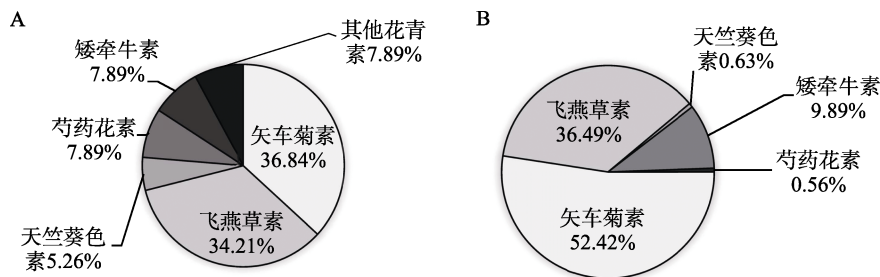 A
其他花青
素7.89%
矮牵牛素
7.89%
芍药花素
7.89%
矢车菊素
36.84%
飞燕草素
34.21%
天竺葵色
素5.26%
B
天竺葵色
素0.63%
矮牵牛素
9.89%
飞燕草素
36.49%
芍药花素
0.56%
矢车菊素
52.42%